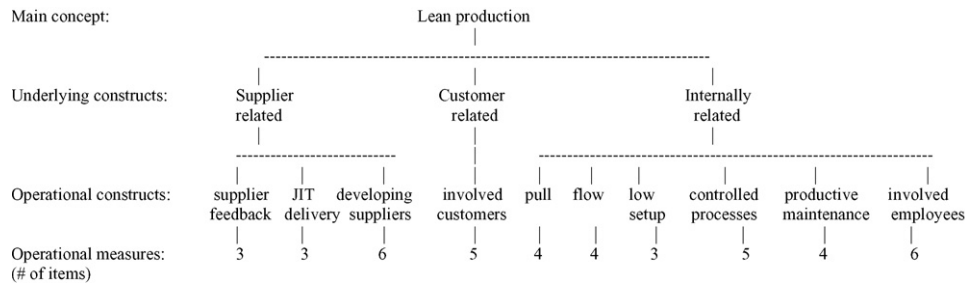 Main concept: Lean production
Underlying constructs: Supplier Customer Internally
related related related
Operational constructs: supplier JIT developing involved pull flow low controlled productive involved
feedback delivery suppliers customers setup processes maintenance employees
Operational measures: 3 3 6 5 4 4 3 5 4 6
(# of items)